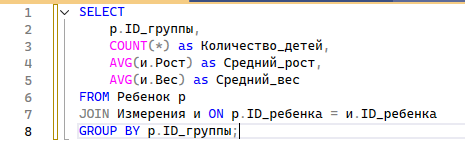 1 SELECT
2 р.ID_группы,
3 COUNT(*) as Количество_детей,
4 AVG(и.Рост) as Средний_рост,
5 AVG(и.Вес) as Средний_вес
6 FROM Ребенок р
7 JOIN Измерения и ON р.ID_ребенка = и.ID_ребенка
8 GROUP BY р.ID_группы;